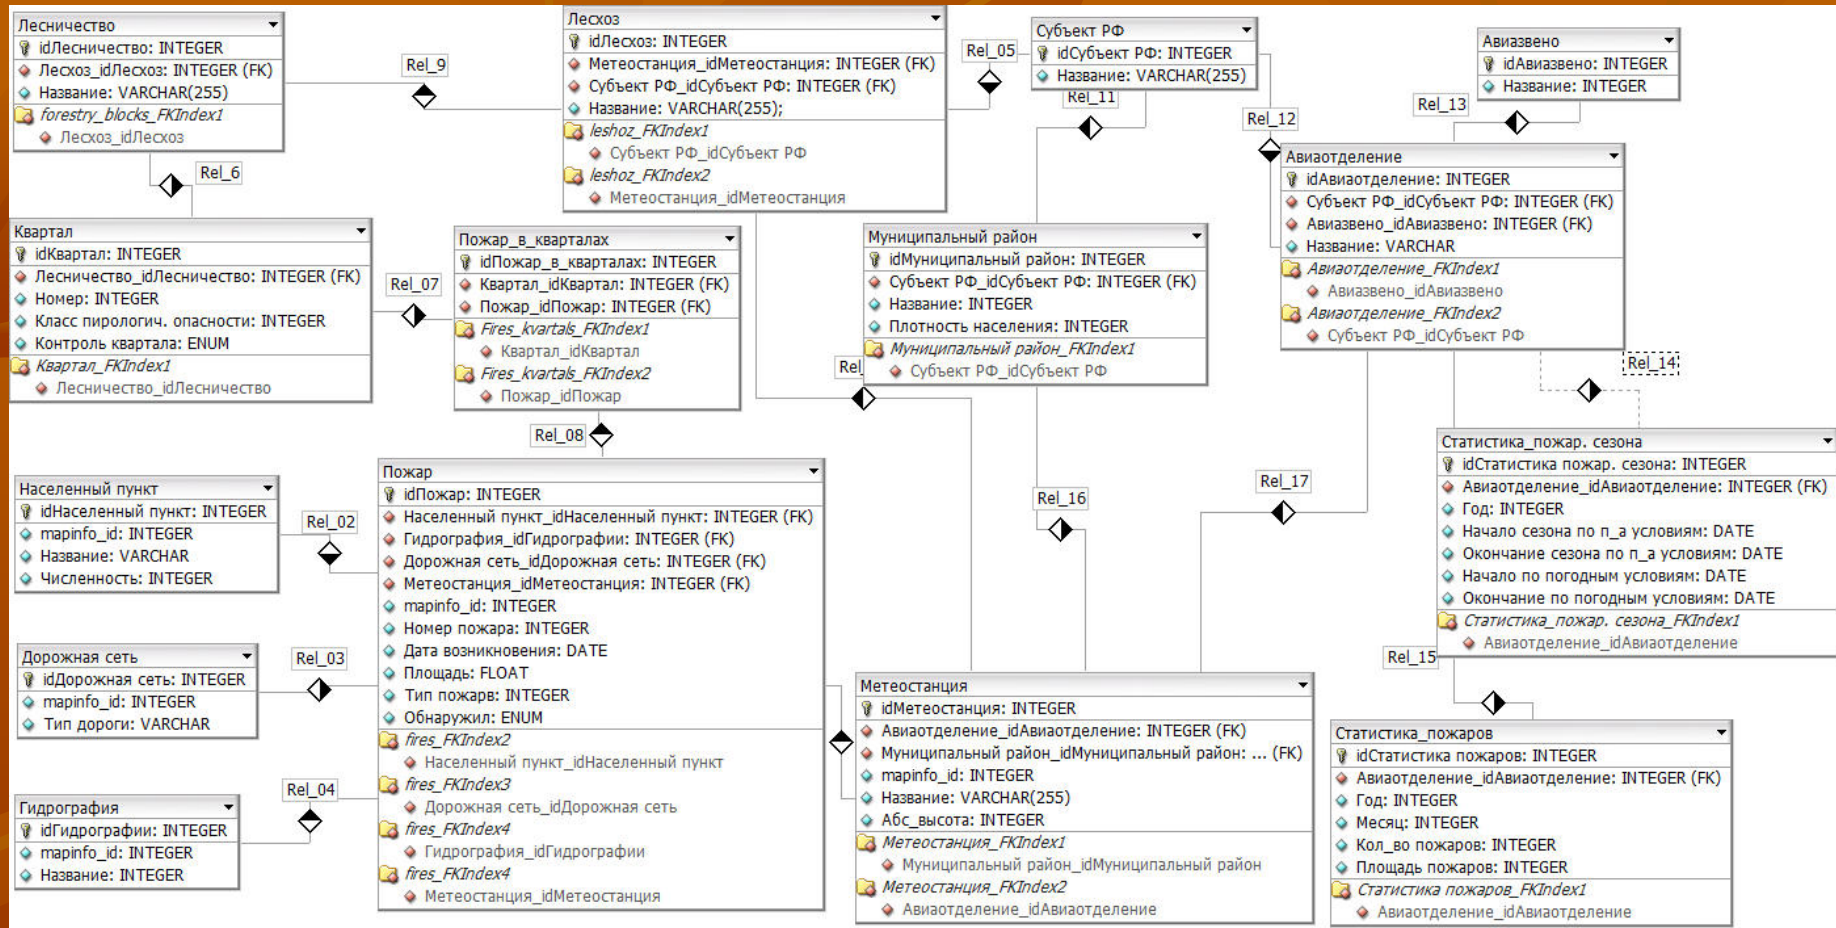 Лесничество
idЛесничество: INTEGER
Лесхоз_idЛесхоз: INTEGER (FK)
Название: VARCHAR(255)
forestry_blocks_FKIndex1
Лесхоз_idЛесхоз
Rel_9
Лесхоз
idЛесхоз: INTEGER
Метеостанция_idМетеостанция: INTEGER (FK)
Субъект РФ_idСубъект РФ: INTEGER (FK)
Название: VARCHAR(255);
leshoz_FKIndex1
Субъект РФ_idСубъект РФ
leshoz_FKIndex2
Метеостанция_idМетеостанция
Rel_05
Субъект РФ
idСубъект РФ: INTEGER
Название: VARCHAR(255)
Rel_11
Rel_12
Авиазвено
idАвиазвено: INTEGER
Название: INTEGER
Rel_13
Авиаотделение
idАвиаотделение: INTEGER
Субъект РФ_idСубъект РФ: INTEGER (FK)
Авиазвено_idАвиазвено: INTEGER (FK)
Название: VARCHAR
Авиаотделение_FKIndex1
Авиазвено_idАвиазвено
Авиаотделение_FKIndex2
Субъект РФ_idСубъект РФ
Rel_6
Квартал
idКвартал: INTEGER
Лесничество_idЛесничество: INTEGER (FK)
Номер: INTEGER
Класс пирологич. опасности: INTEGER
Контроль квартала: ENUM
Квартал_FKIndex1
Лесничество_idЛесничество
Rel_07
Пожар_в_кварталах
idПожар_в_кварталах: INTEGER
Квартал_idКвартал: INTEGER (FK)
Пожар_idПожар: INTEGER (FK)
Fires_kvartals_FKIndex1
Квартал_idКвартал
Fires_kvartals_FKIndex2
Пожар_idПожар
Муниципальный район
idМуниципальный район: INTEGER
Субъект РФ_idСубъект РФ: INTEGER (FK)
Название: INTEGER
Плотность населения: INTEGER
Муниципальный район_FKIndex1
Субъект РФ_idСубъект РФ
Rel_
Rel_14
Rel_08
Rel_16
Rel_17
Населенный пункт
idНаселенный пункт: INTEGER
mapinfo_id: INTEGER
Название: VARCHAR
Численность: INTEGER
Rel_02
Пожар
idПожар: INTEGER
Населенный пункт_idНаселенный пункт: INTEGER (FK)
Гидрография_idГидрографии: INTEGER (FK)
Дорожная сеть_idДорожная сеть: INTEGER (FK)
Метеостанция_idМетеостанция: INTEGER (FK)
mapinfo_id: INTEGER
Номер пожара: INTEGER
Дата возникновения: DATE
Площадь: FLOAT
Тип пожарв: INTEGER
Обнаружил: ENUM
fires_FKIndex2
Населенный пункт_idНаселенный пункт
fires_FKIndex3
Дорожная сеть_idДорожная сеть
fires_FKIndex4
Гидрография_idГидрографии
fires_FKIndex4
Метеостанция_idМетеостанция
Статистика_пожар. сезона
idСтатистика пожар. сезона: INTEGER
Авиаотделение_idАвиаотделение: INTEGER (FK)
Год: INTEGER
Начало сезона по п_а условиям: DATE
Окончание сезона по п_а условиям: DATE
Начало по погодным условиям: DATE
Окончание по погодным условиям: DATE
Статистика_пожар. сезона_FKIndex1
Авиаотделение_idАвиаотделение
Rel_15
Дорожная сеть
idДорожная сеть: INTEGER
mapinfo_id: INTEGER
Тип дороги: VARCHAR
Rel_03
Метеостанция
idМетеостанция: INTEGER
Авиаотделение_idАвиаотделение: INTEGER (FK)
Муниципальный район_idМуниципальный район: ... (FK)
mapinfo_id: INTEGER
Название: VARCHAR(255)
Абс_высота: INTEGER
Метеостанция_FKIndex1
Муниципальный район_idМуниципальный район
Метеостанция_FKIndex2
Авиаотделение_idАвиаотделение
Статистика_пожаров
idСтатистика пожаров: INTEGER
Авиаотделение_idАвиаотделение: INTEGER (FK)
Год: INTEGER
Месяц: INTEGER
Кол_во пожаров: INTEGER
Площадь пожаров: INTEGER
Статистика пожаров_FKIndex1
Авиаотделение_idАвиаотделение
Гидрография
idГидрографии: INTEGER
mapinfo_id: INTEGER
Название: INTEGER
Rel_04